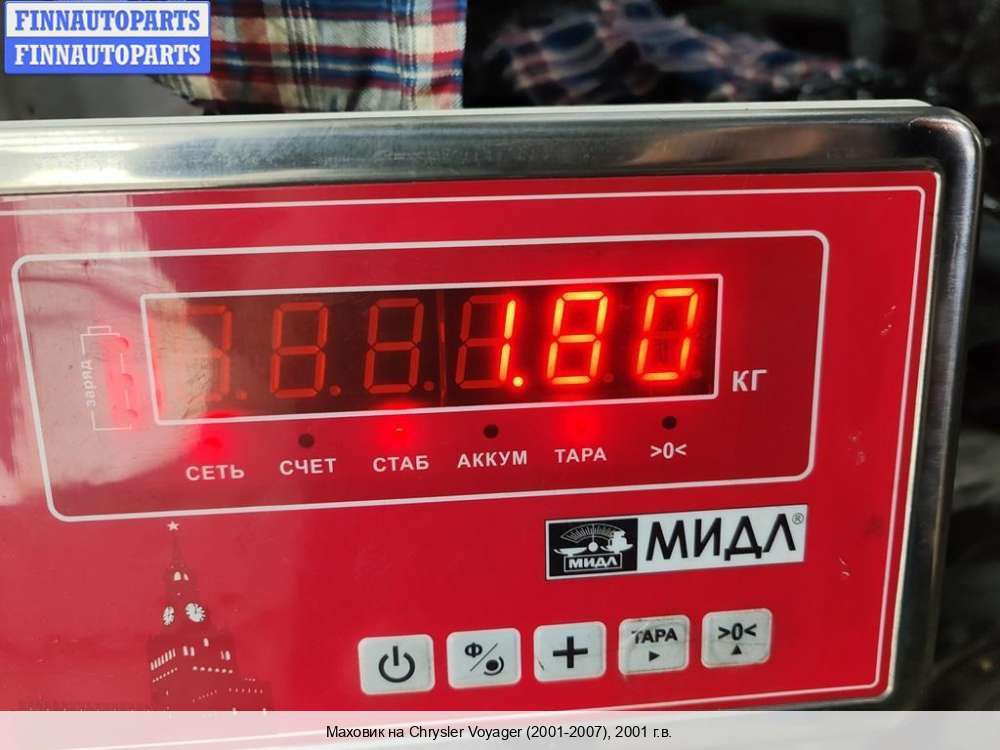 FINNAUTOPARTS
FINNAUTOPARTS
1.80
КГ
заряд
СЕТЬ СЧЕТ СТАБ АККУМ ТАРА >0<
МИДЛ МИДЛ®
Ф + ТАРА >0<
Маховик на Chrysler Voyager (2001-2007), 2001 г.в.